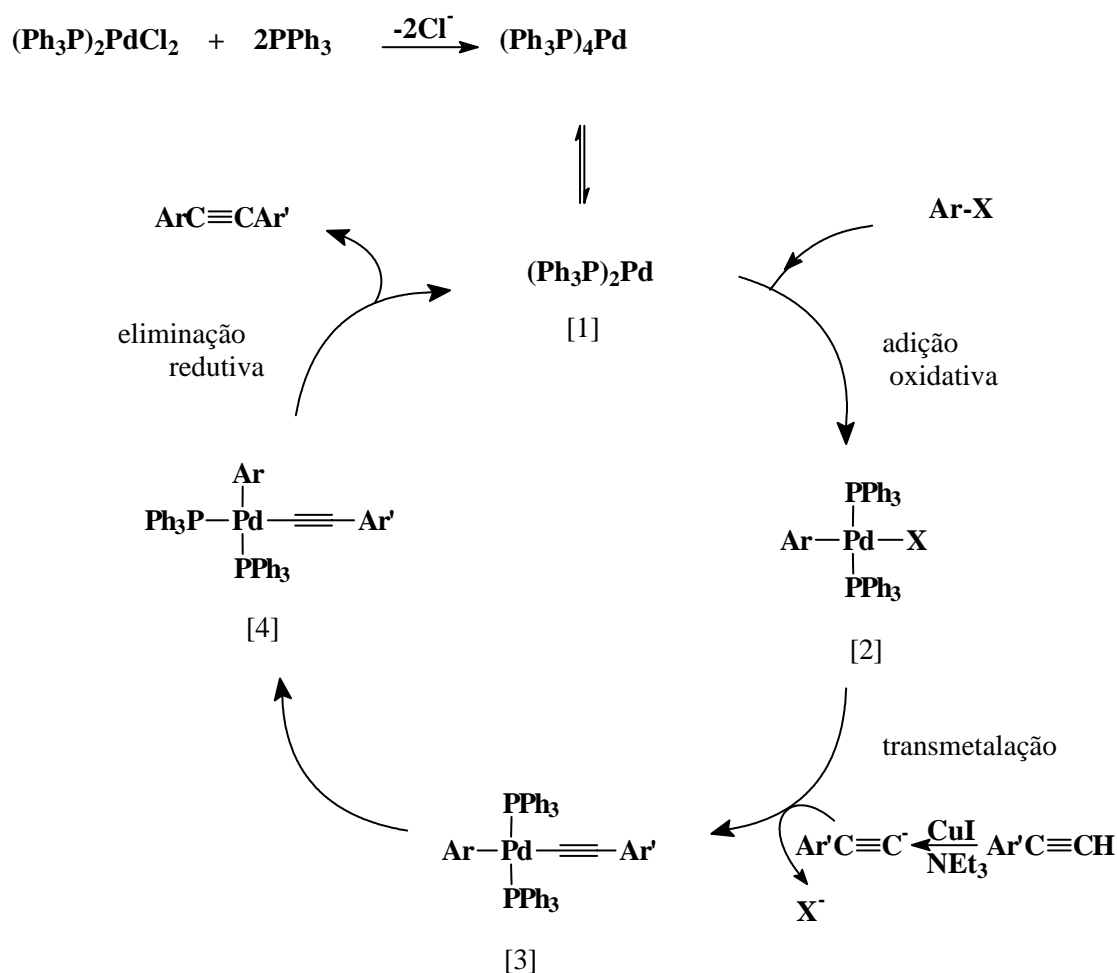 (Ph₃P)₂PdCl₂ + 2PPh₃ -2Cl⁻ (Ph₃P)₄Pd
ArC≡CAr'
Ar-X
(Ph₃P)₂Pd
[1]
eliminação
redutiva
adição
oxidativa
Ar
Ph₃P-Pd-≡-Ar'
PPh₃
[4]
PPh₃
Ar-Pd-X
PPh₃
[2]
transmetalação
PPh₃
Ar-Pd-≡-Ar'
PPh₃
[3]
Ar'C≡C⁻ CuI Ar'C≡CH
NEt₃
X⁻